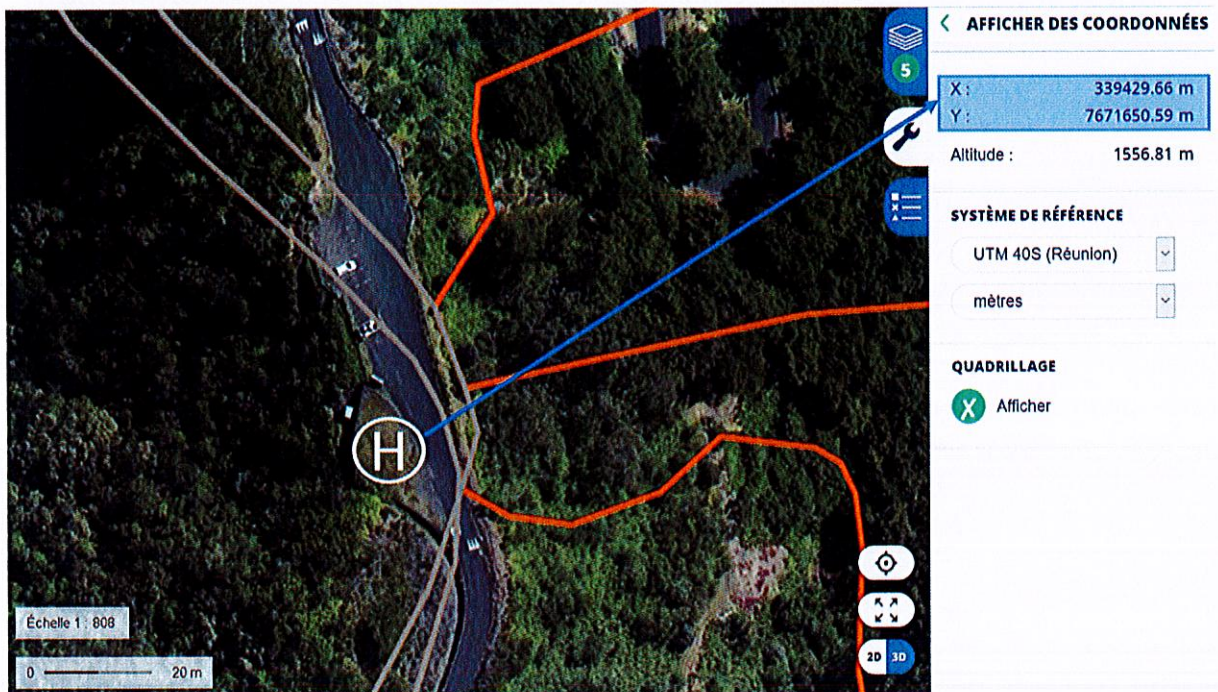 AFFICHER DES COORDONNÉES
5
X : 339429.66 m
Y : 7671650.59 m
Altitude : 1556.81 m
SYSTÈME DE RÉFÉRENCE
UTM 40S (Réunion)
mètres
QUADRILLAGE
Afficher
H
Échelle 1 : 808
0 20 m
2D 3D